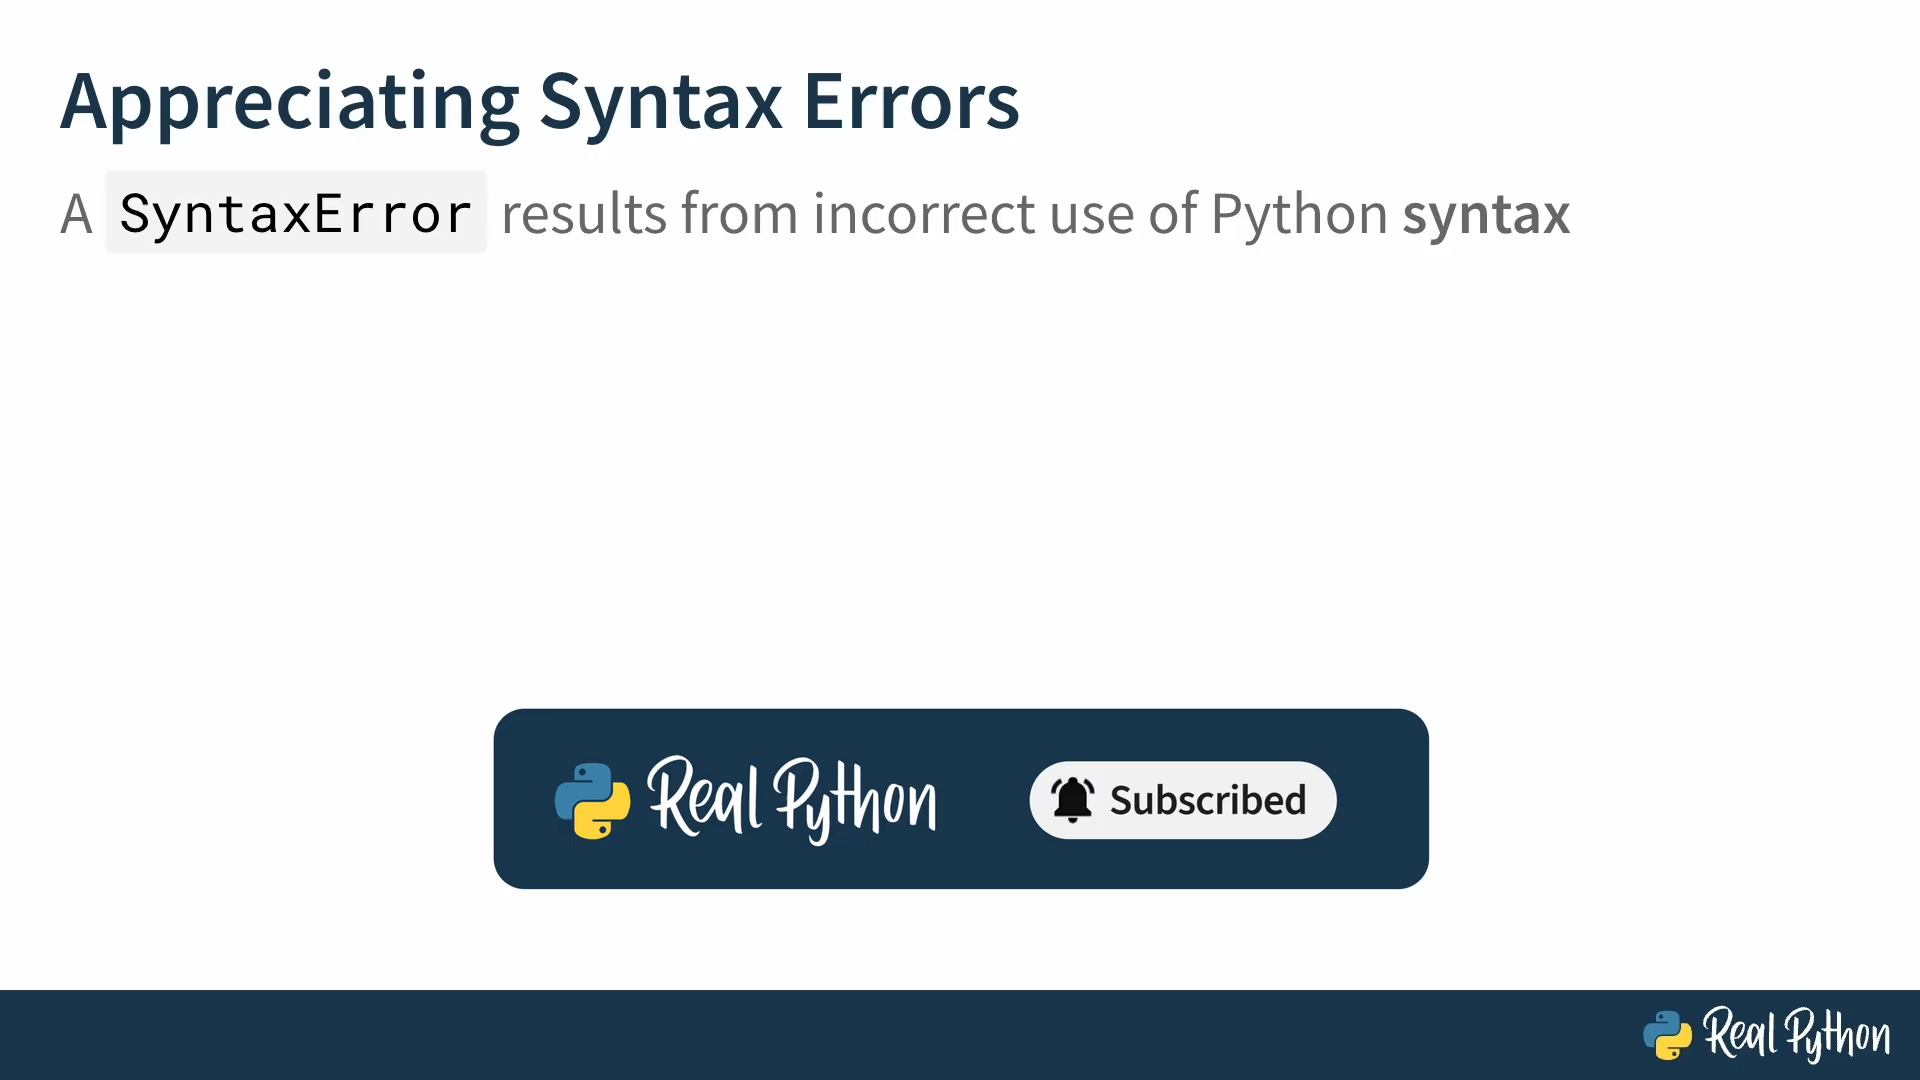 Appreciating Syntax Errors
A SyntaxError results from incorrect use of Python syntax
Real Python Subscribed
Real Python